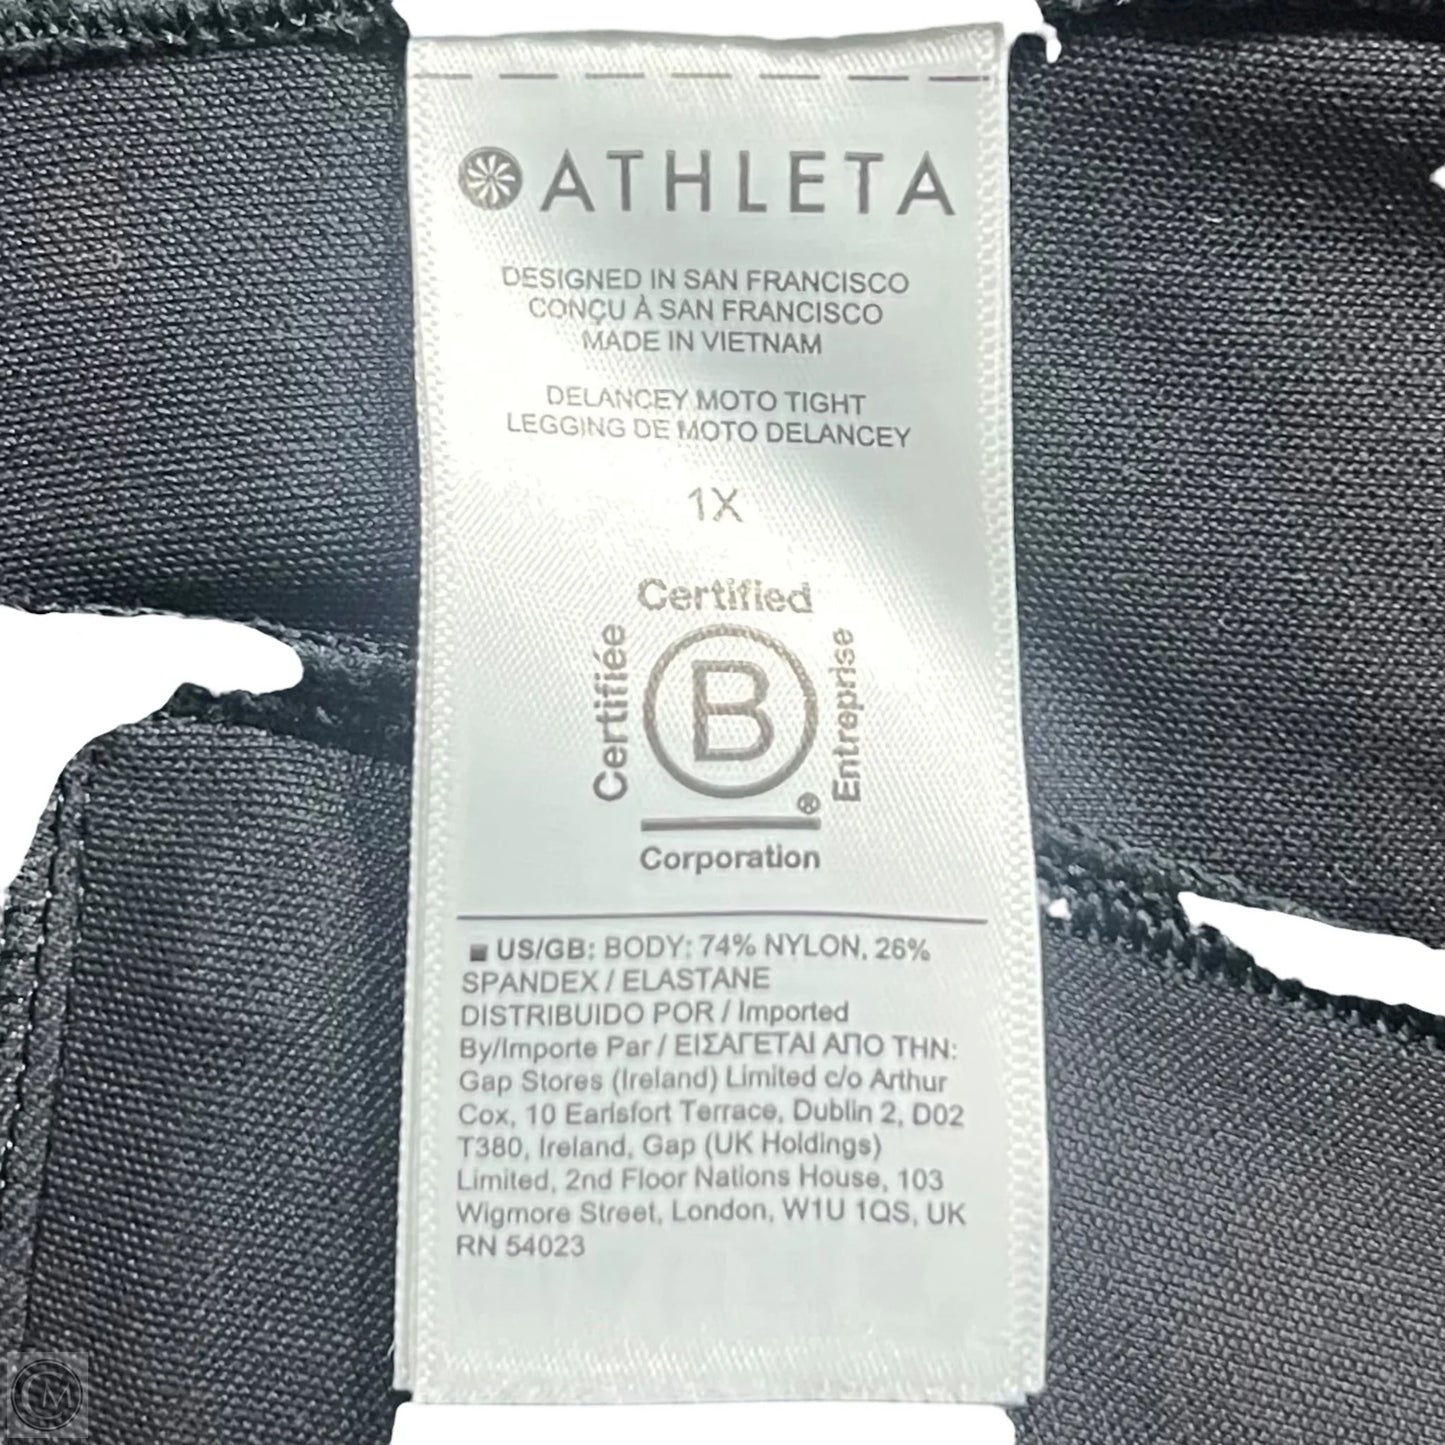 ATHLETA
DESIGNED IN SAN FRANCISCO
CONÇU À SAN FRANCISCO
MADE IN VIETNAM
DELANCEY MOTO TIGHT
LEGGING DE MOTO DELANCEY
1X
Certified
Certifiée
B
Entreprise
®
Corporation
■ US/GB: BODY: 74% NYLON, 26%
SPANDEX / ELASTANE
DISTRIBUIDO POR / Imported
By/Importe Par / ΕΙΣΑΓΕΤΑΙ ΑΠΟ ΤΗΝ:
Gap Stores (Ireland) Limited c/o Arthur
Cox, 10 Earlsfort Terrace, Dublin 2, D02
T380, Ireland, Gap (UK Holdings)
Limited, 2nd Floor Nations House, 103
Wigmore Street, London, W1U 1QS, UK
RN 54023